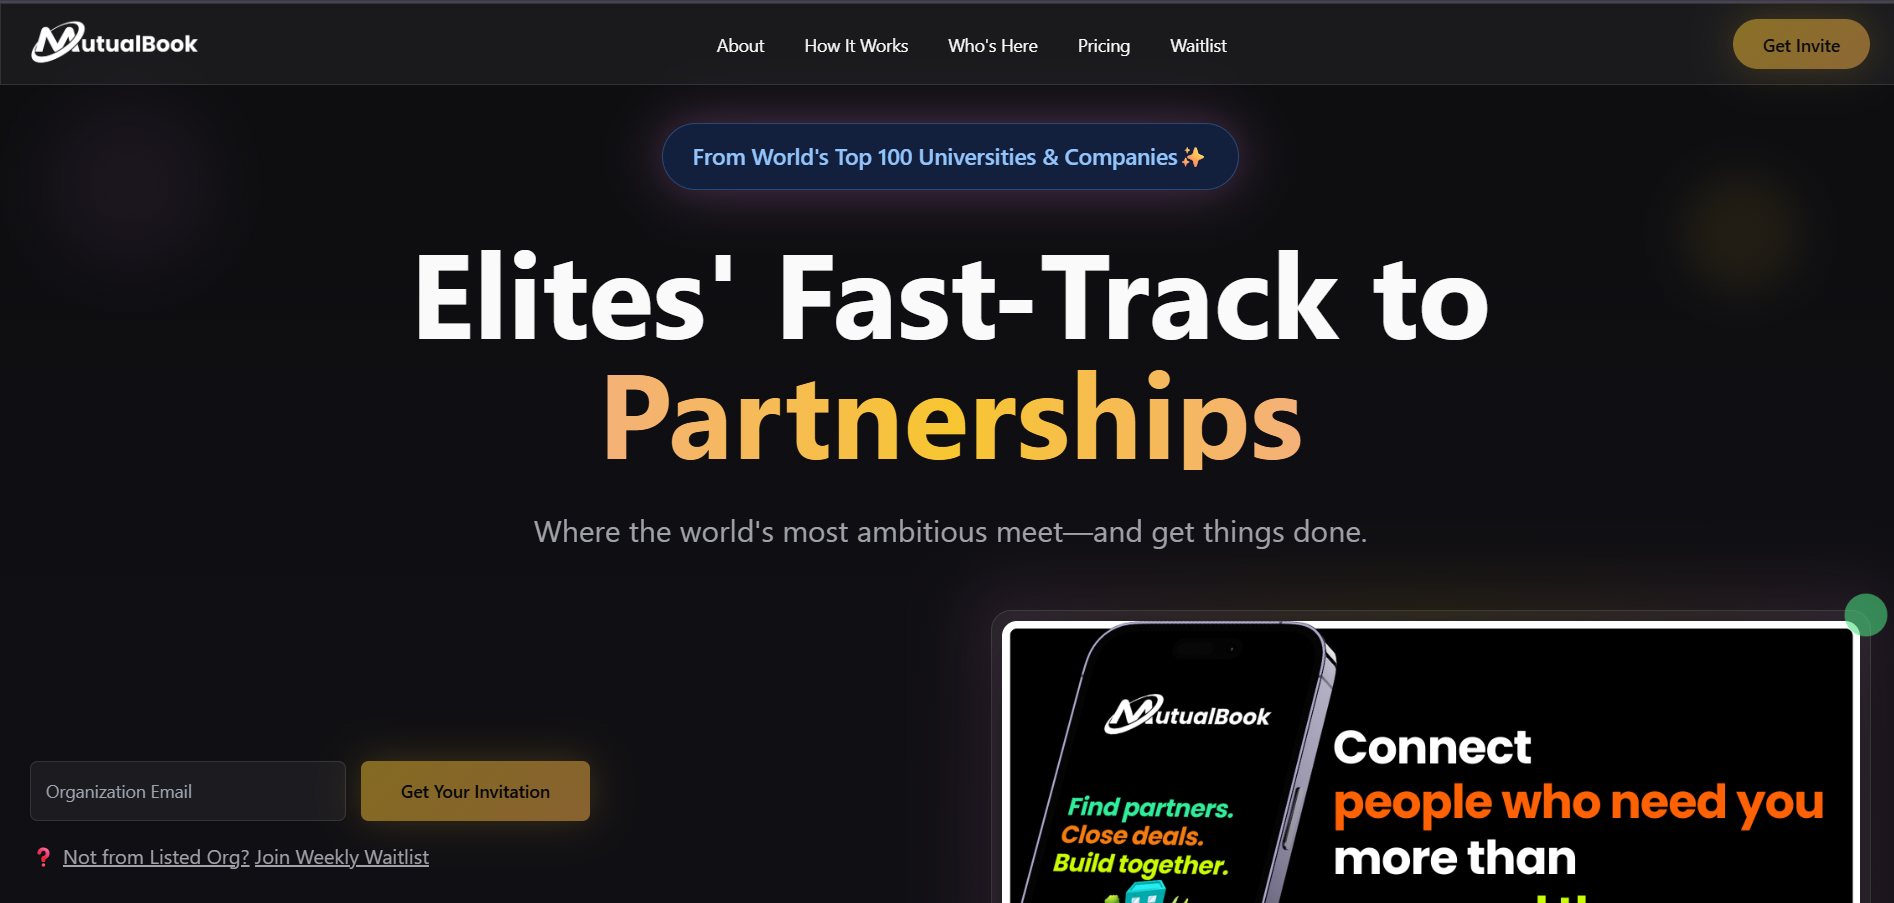 MutualBook
About
How It Works
Who's Here
Pricing
Waitlist
Get Invite
From World's Top 100 Universities & Companies✨
Elites' Fast-Track to
Partnerships
Where the world's most ambitious meet—and get things done.
Organization Email
Get Your Invitation
❓ Not from Listed Org? Join Weekly Waitlist
MutualBook
Find partners.
Close deals.
Build together.
Connect
people who need you
more than